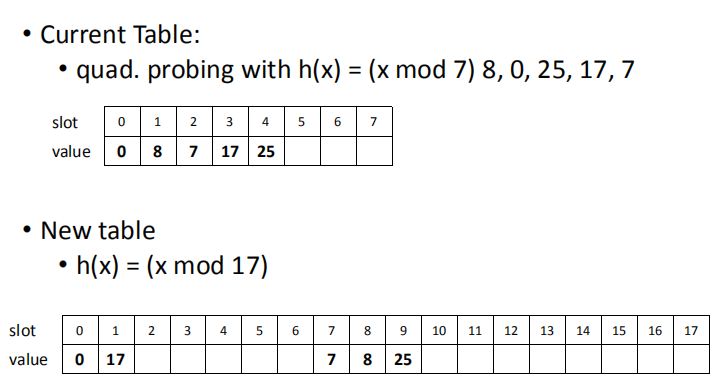 • Current Table:
• quad. probing with h(x) = (x mod 7) 8, 0, 25, 17, 7
slot 0 1 2 3 4 5 6 7
value 0 8 7 17 25
• New table
• h(x) = (x mod 17)
slot 0 1 2 3 4 5 6 7 8 9 10 11 12 13 14 15 16 17
value 0 17 7 8 25